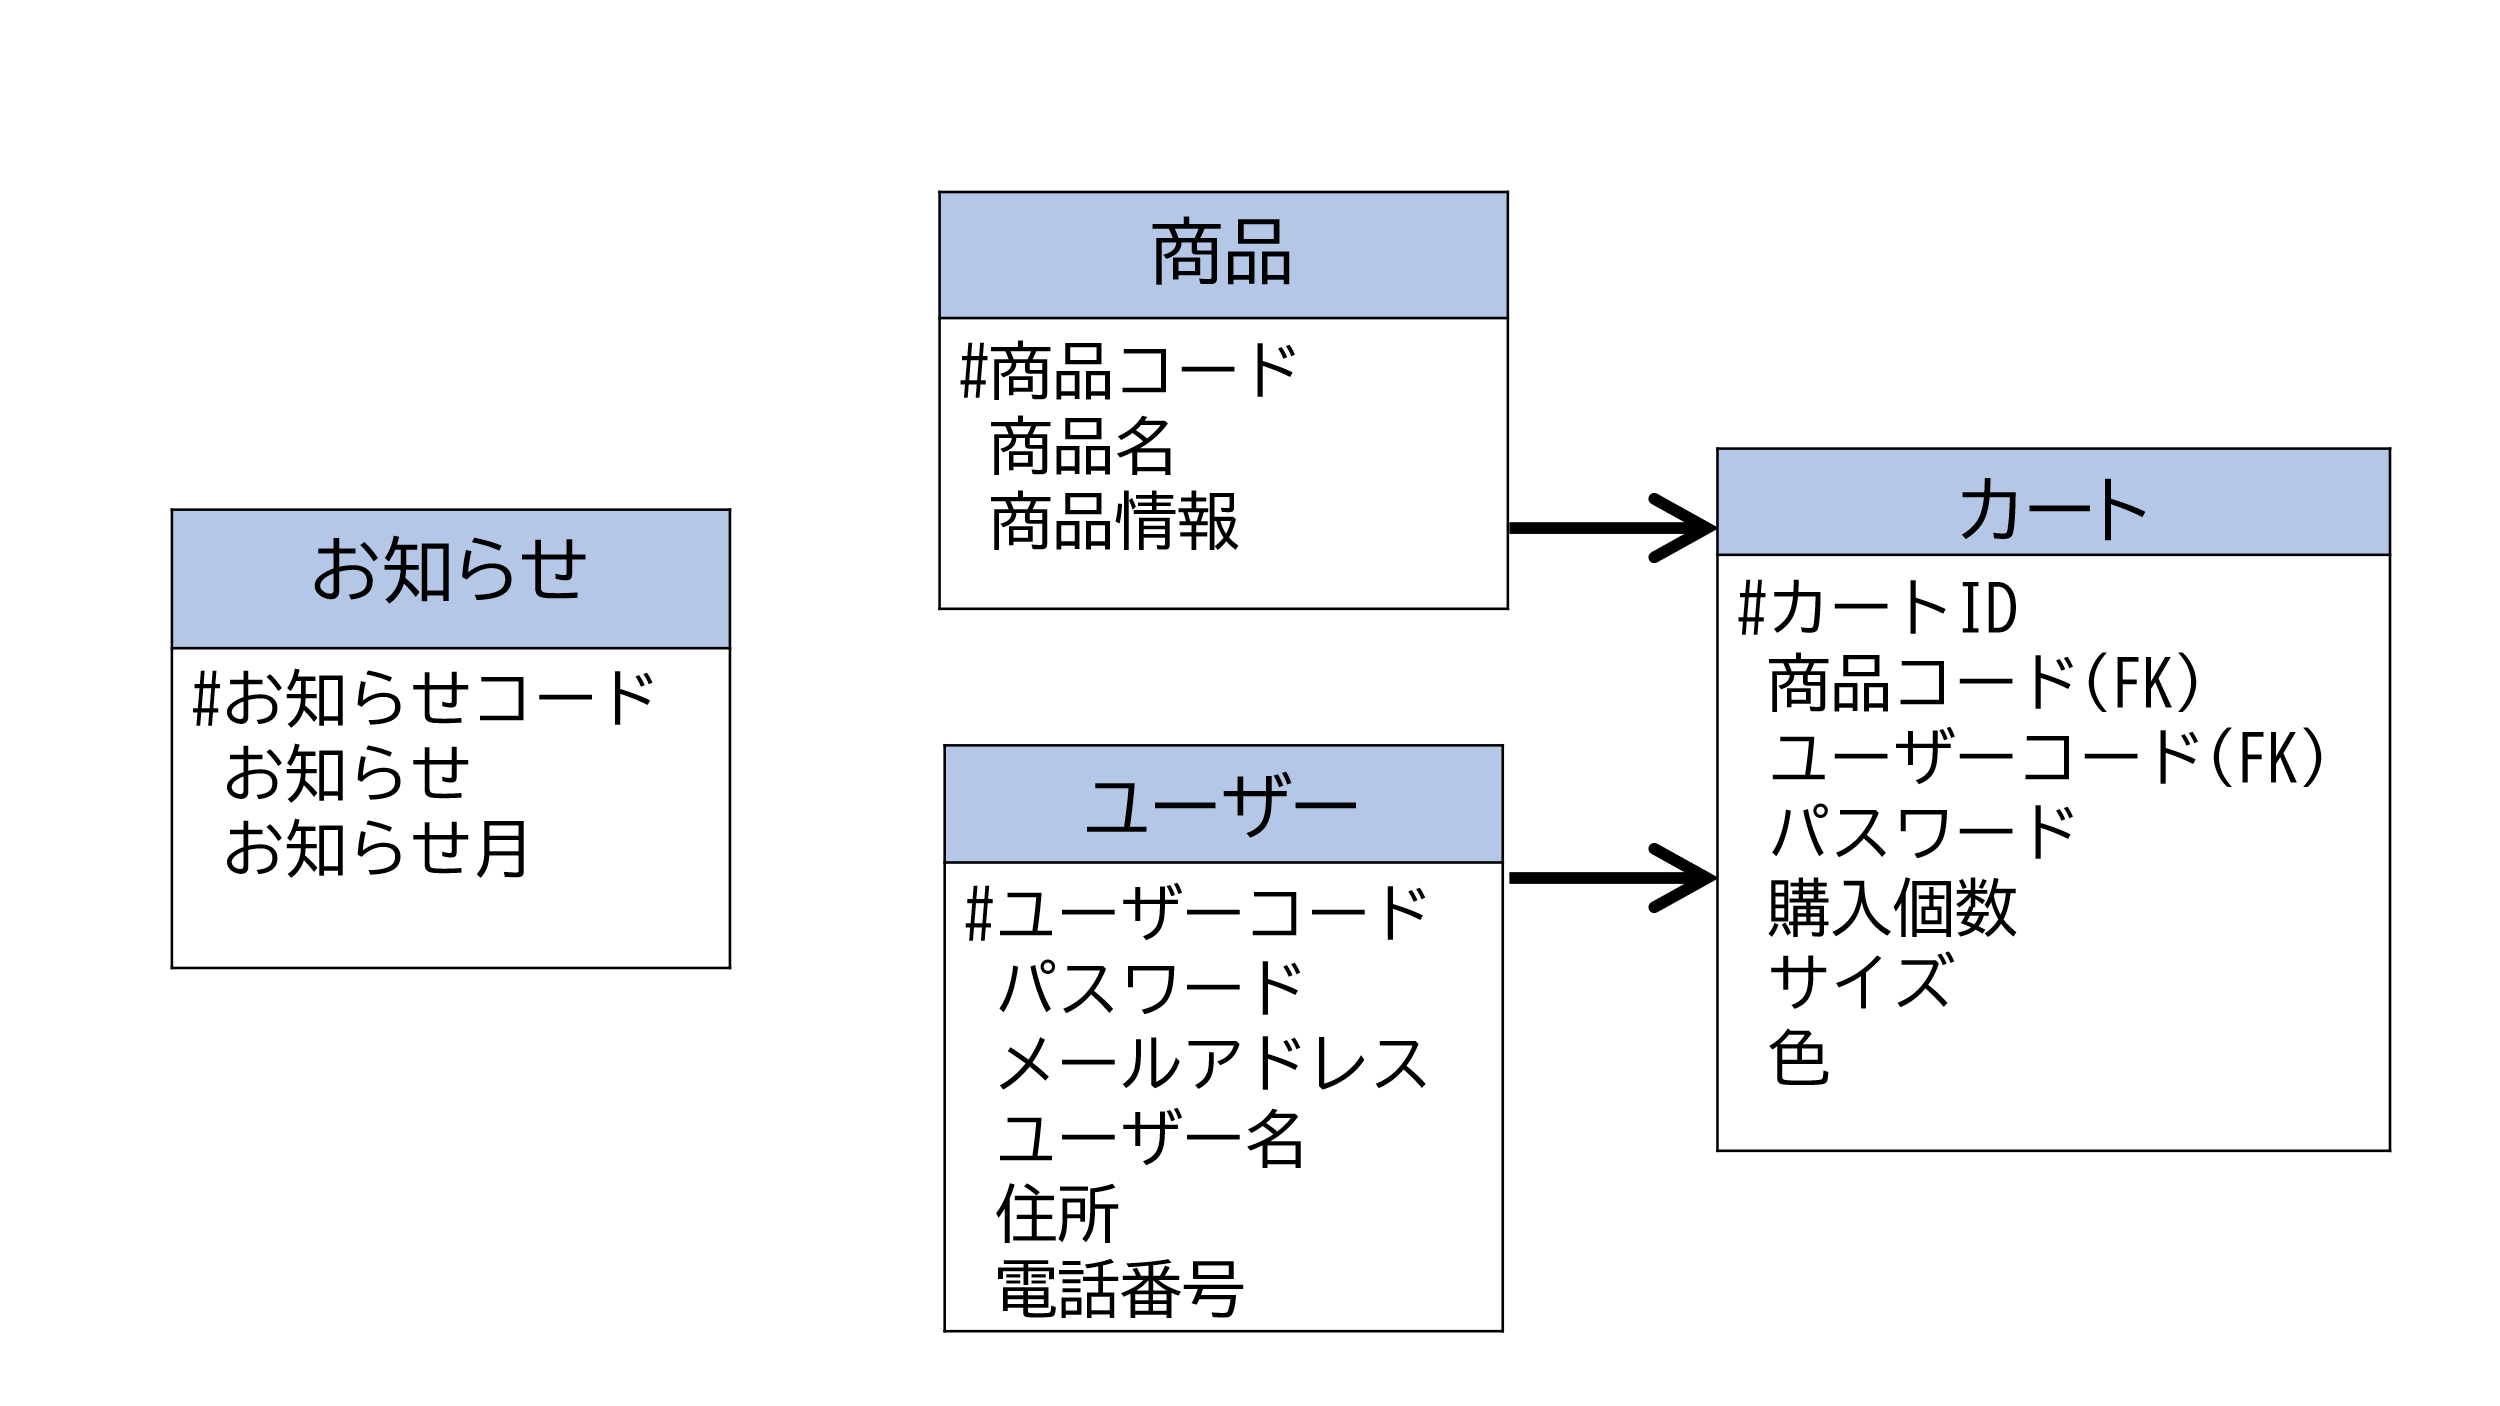 商品
#商品コード
商品名
商品情報
お知らせ
#お知らせコード
お知らせ
お知らせ月
ユーザー
#ユーザーコード
パスワード
メールアドレス
ユーザー名
住所
電話番号
カート
#カートID
商品コード(FK)
ユーザーコード(FK)
パスワード
購入個数
サイズ
色